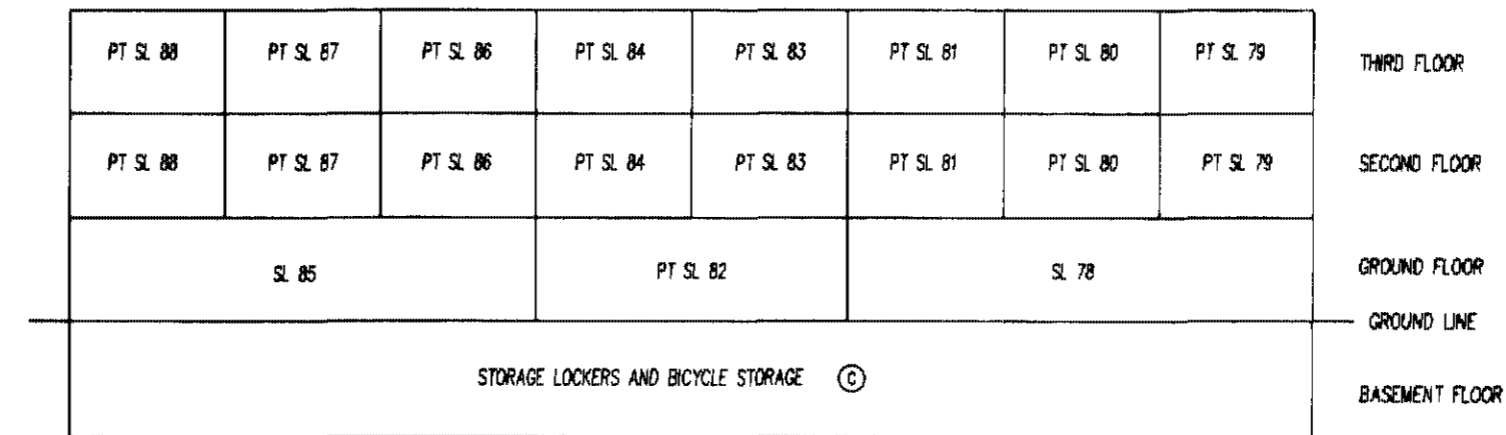 PT SL 88 PT SL 87 PT SL 86 PT SL 84 PT SL 83 PT SL 81 PT SL 80 PT SL 79 THIRD FLOOR
PT SL 88 PT SL 87 PT SL 86 PT SL 84 PT SL 83 PT SL 81 PT SL 80 PT SL 79 SECOND FLOOR
SL 85 PT SL 82 SL 78 GROUND FLOOR
GROUND LINE
STORAGE LOCKERS AND BICYCLE STORAGE Ⓒ
BASEMENT FLOOR